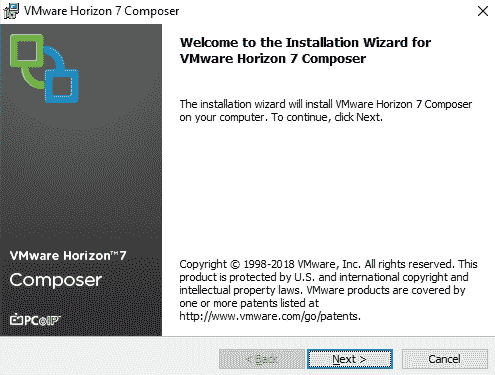 VMware Horizon 7 Composer
Welcome to the Installation Wizard for
VMware Horizon 7 Composer
The installation wizard will install VMware Horizon 7 Composer
on your computer. To continue, click Next.
VMware Horizon™7
Composer
PCoIP
Copyright © 1998-2018 VMware, Inc. All rights reserved. This
product is protected by U.S. and international copyright and
intellectual property laws. VMware products are covered by
one or more patents listed at
http://www.vmware.com/go/patents.
< Back
Next >
Cancel